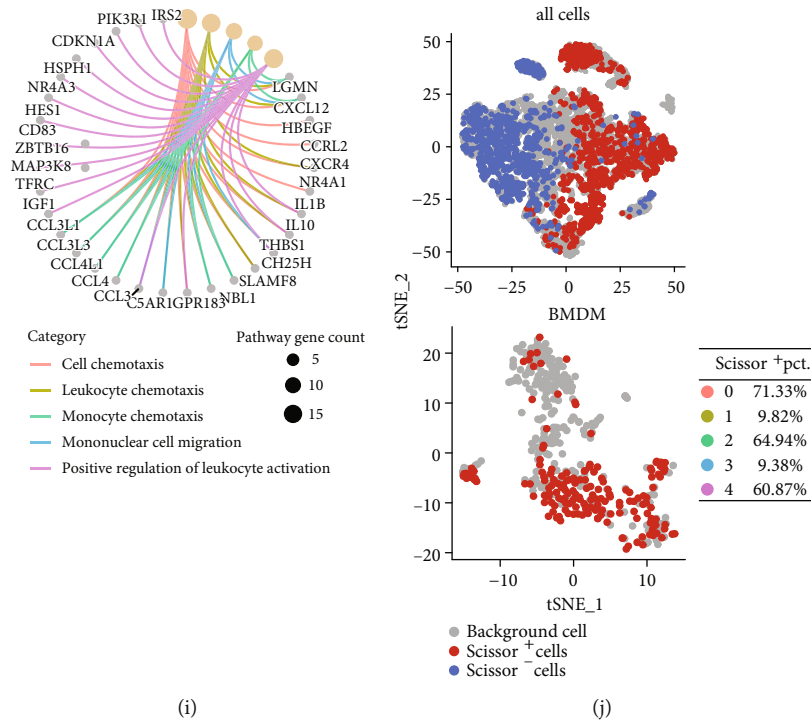 IRS2
PIK3R1
CDKN1A
HSPH1
NR4A3
HES1
CD83
ZBTB16
MAP3K8
TFRC
IGF1
CCL3L1
CCL3L3
CCL4L1
CCL4
CCL3
C5AR1
GPR183
NBL1
SLAMF8
CH25H
THBS1
IL10
IL1B
NR4A1
CXCR4
CCRL2
HBEGF
CXCL12
LGMN
Category
Cell chemotaxis
Leukocyte chemotaxis
Monocyte chemotaxis
Mononuclear cell migration
Positive regulation of leukocyte activation
Pathway gene count
5
10
15
(i)
all cells
50
25
0
−25
−50
−50 −25 0 25 50
tSNE_2
BMDM
20
10
0
−10
−20
−10 0 10
tSNE_1
Background cell
Scissor + cells
Scissor − cells
Scissor + pct.
0 71.33%
1 9.82%
2 64.94%
3 9.38%
4 60.87%
(j)